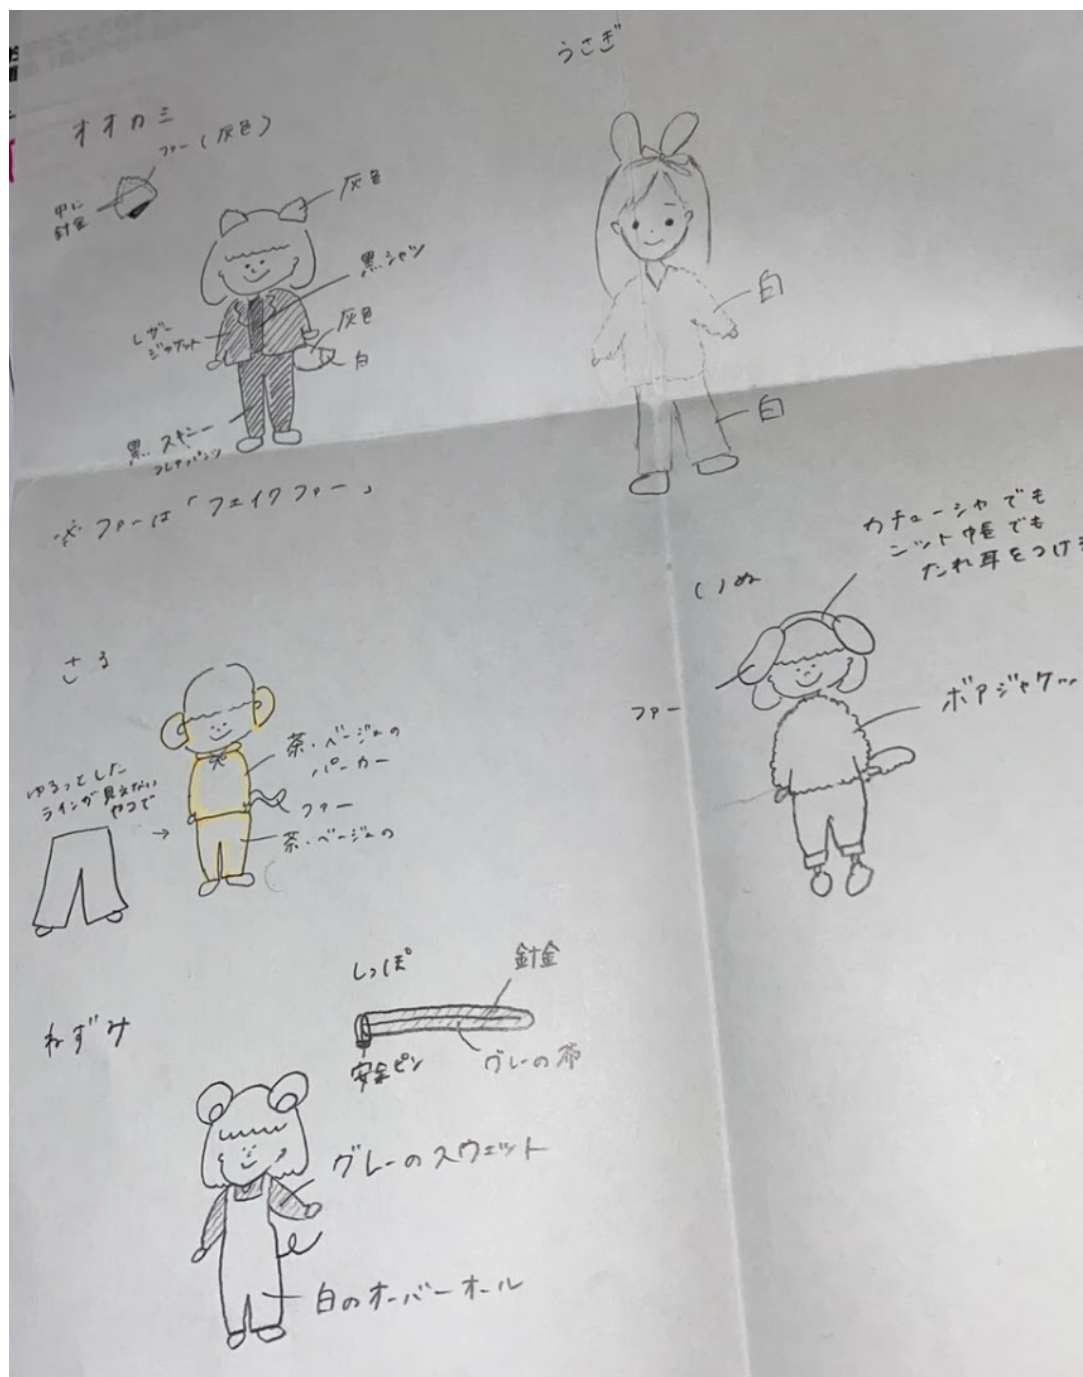 うさぎ
オオカミ
ファー(灰色)
中に
針金
灰色
黒シャツ
レザー
ジャケット
灰色
白
黒スキニー
フレアパンツ
白
白
※ファーは「フェイクファー」
カチューシャでも
ニット帽でも
たれ耳をつける
いぬ
ファー
ボアジャケッ
さる
茶・ベージュの
パーカー
ファー
茶・ベージュの
ゆるっとした
ラインが見えない
やつで
→
しっぽ
針金
安全ピン
グレーの布
ねずみ
グレーのスウェット
白のオーバーオール